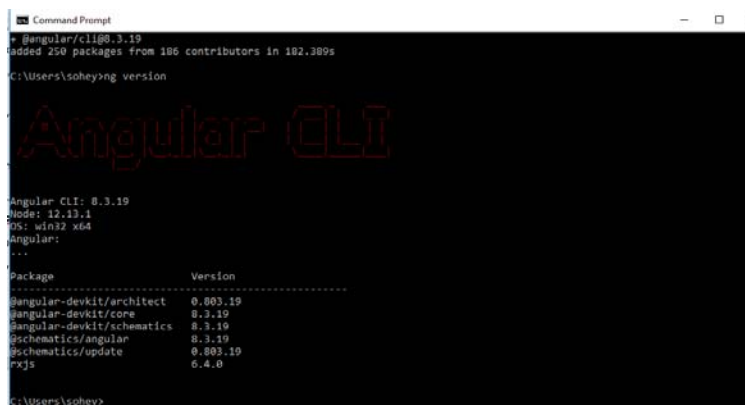 Command Prompt
+ @angular/cli@8.3.19
added 250 packages from 186 contributors in 182.389s
C:\Users\sohey>ng version
Angular CLI
Angular CLI: 8.3.19
Node: 12.13.1
OS: win32 x64
Angular:
...
Package Version
------------------------------------------------------
@angular-devkit/architect 0.803.19
@angular-devkit/core 8.3.19
@angular-devkit/schematics 8.3.19
@schematics/angular 8.3.19
@schematics/update 0.803.19
rxjs 6.4.0
C:\Users\sohey>